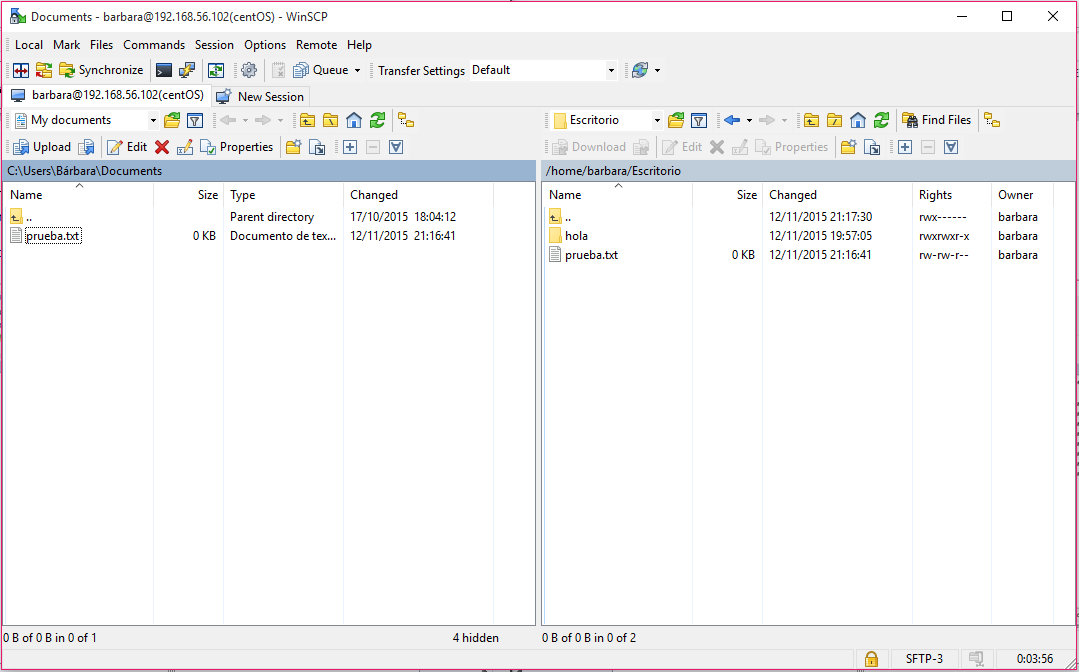 Documents - barbara@192.168.56.102(centOS) - WinSCP
Local Mark Files Commands Session Options Remote Help
Synchronize Queue Transfer Settings Default
barbara@192.168.56.102(centOS) New Session
My documents Escritorio Find Files
Upload Edit Properties Download Edit Properties
C:\Users\Bárbara\Documents /home/barbara/Escritorio
Name Size Type Changed Name Size Changed Rights Owner
.. Parent directory 17/10/2015 18:04:12 .. 12/11/2015 21:17:30 rwx------ barbara
prueba.txt 0 KB Documento de tex... 12/11/2015 21:16:41 hola 12/11/2015 19:57:05 rwxrwxr-x barbara
prueba.txt 0 KB 12/11/2015 21:16:41 rw-rw-r-- barbara
0 B of 0 B in 0 of 1 4 hidden 0 B of 0 B in 0 of 2
SFTP-3 0:03:56